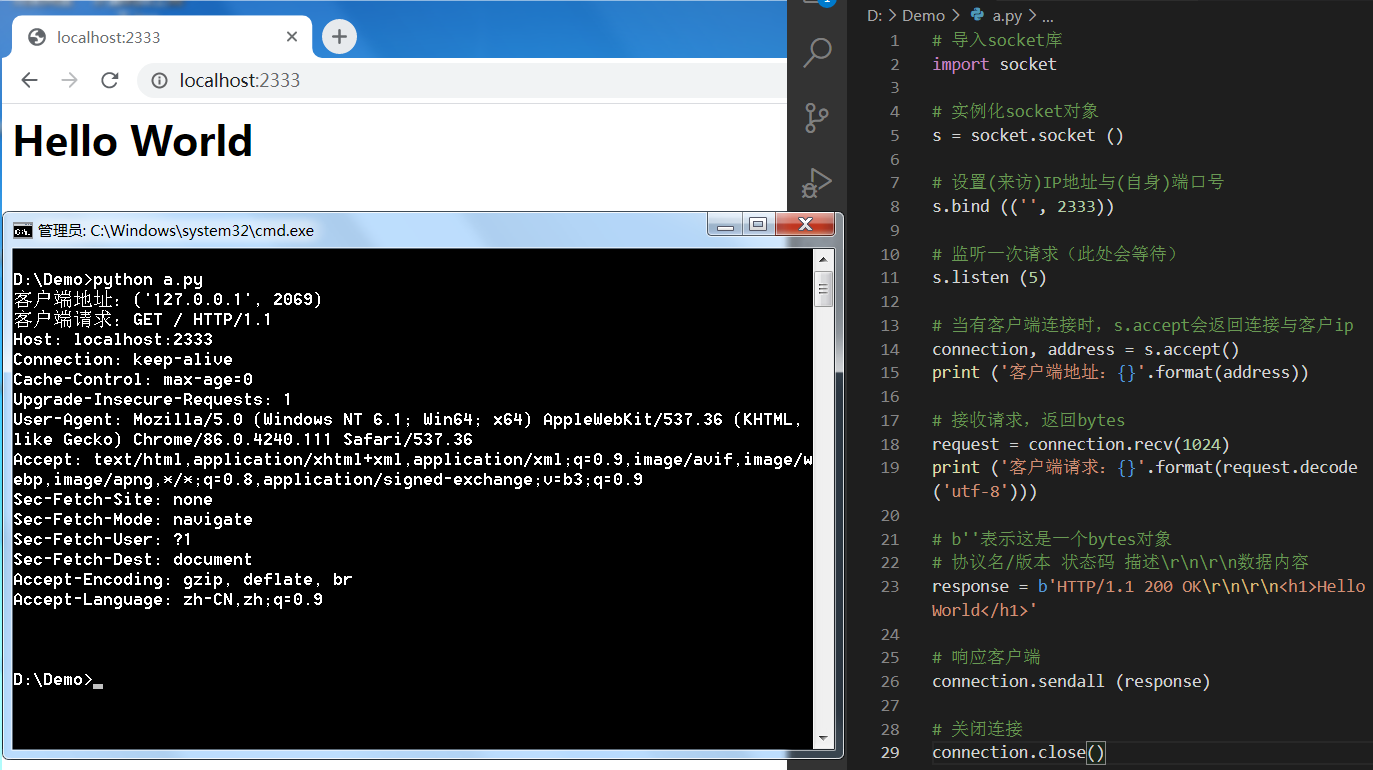 localhost:2333
localhost:2333
Hello World
管理员: C:\Windows\system32\cmd.exe
D:\Demo>python a.py
客户端地址：('127.0.0.1', 2069)
客户端请求：GET / HTTP/1.1
Host: localhost:2333
Connection: keep-alive
Cache-Control: max-age=0
Upgrade-Insecure-Requests: 1
User-Agent: Mozilla/5.0 (Windows NT 6.1; Win64; x64) AppleWebKit/537.36 (KHTML,
like Gecko) Chrome/86.0.4240.111 Safari/537.36
Accept: text/html,application/xhtml+xml,application/xml;q=0.9,image/avif,image/w
ebp,image/apng,*/*;q=0.8,application/signed-exchange;v=b3;q=0.9
Sec-Fetch-Site: none
Sec-Fetch-Mode: navigate
Sec-Fetch-User: ?1
Sec-Fetch-Dest: document
Accept-Encoding: gzip, deflate, br
Accept-Language: zh-CN,zh;q=0.9
D:\Demo>_
1
D: > Demo > a.py > ...
1 # 导入socket库
2 import socket
3
4 # 实例化socket对象
5 s = socket.socket ()
6
7 # 设置(来访)IP地址与(自身)端口号
8 s.bind (('', 2333))
9
10 # 监听一次请求（此处会等待）
11 s.listen (5)
12
13 # 当有客户端连接时，s.accept会返回连接与客户ip
14 connection, address = s.accept()
15 print ('客户端地址：{}'.format(address))
16
17 # 接收请求，返回bytes
18 request = connection.recv(1024)
19 print ('客户端请求：{}'.format(request.decode
('utf-8')))
20
21 # b''表示这是一个bytes对象
22 # 协议名/版本 状态码 描述\r\n\r\n数据内容
23 response = b'HTTP/1.1 200 OK\r\n\r\n<h1>Hello
World</h1>'
24
25 # 响应客户端
26 connection.sendall (response)
27
28 # 关闭连接
29 connection.close()